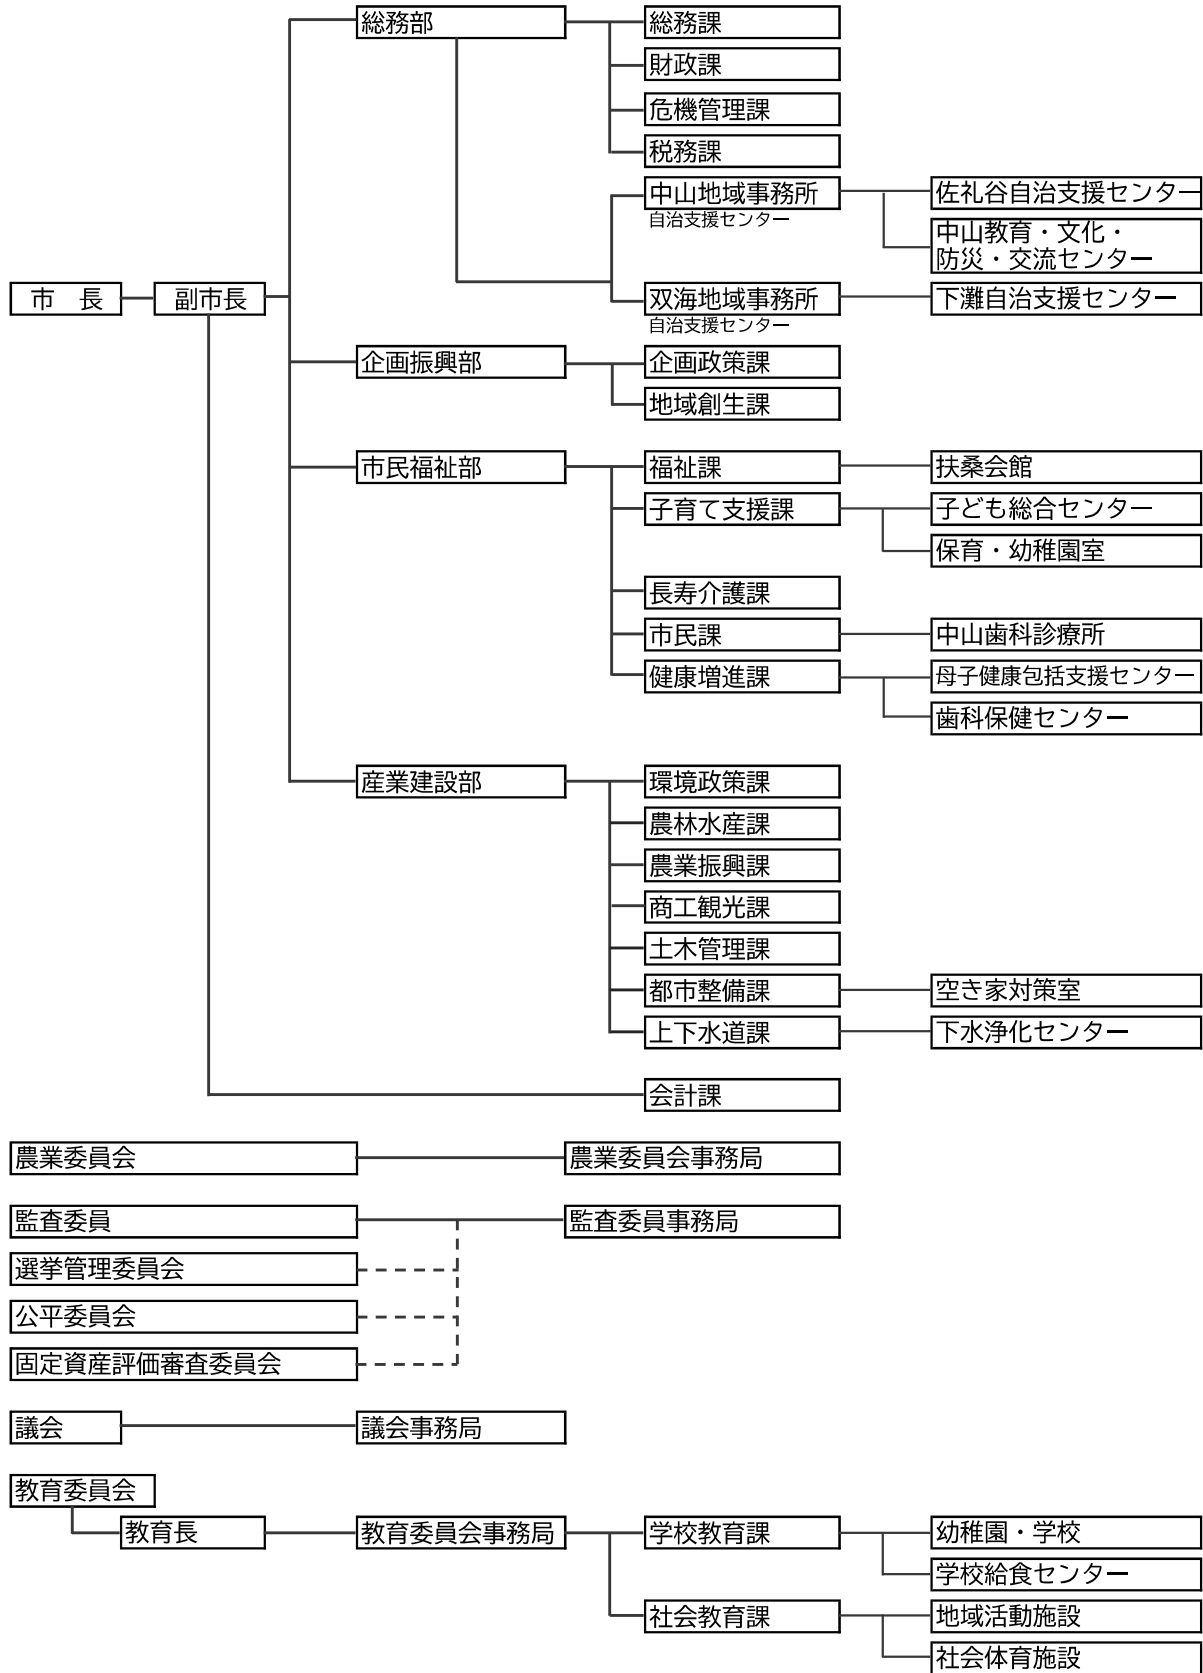 総務部
総務課
財政課
危機管理課
税務課
中山地域事務所
自治支援センター
佐礼谷自治支援センター
中山教育・文化・
防災・交流センター
市　長
副市長
双海地域事務所
自治支援センター
下灘自治支援センター
企画振興部
企画政策課
地域創生課
市民福祉部
福祉課
扶桑会館
子育て支援課
子ども総合センター
保育・幼稚園室
長寿介護課
市民課
中山歯科診療所
健康増進課
母子健康包括支援センター
歯科保健センター
産業建設部
環境政策課
農林水産課
農業振興課
商工観光課
土木管理課
都市整備課
空き家対策室
上下水道課
下水浄化センター
会計課
農業委員会
農業委員会事務局
監査委員
監査委員事務局
選挙管理委員会
公平委員会
固定資産評価審査委員会
議会
議会事務局
教育委員会
教育長
教育委員会事務局
学校教育課
幼稚園・学校
学校給食センター
社会教育課
地域活動施設
社会体育施設